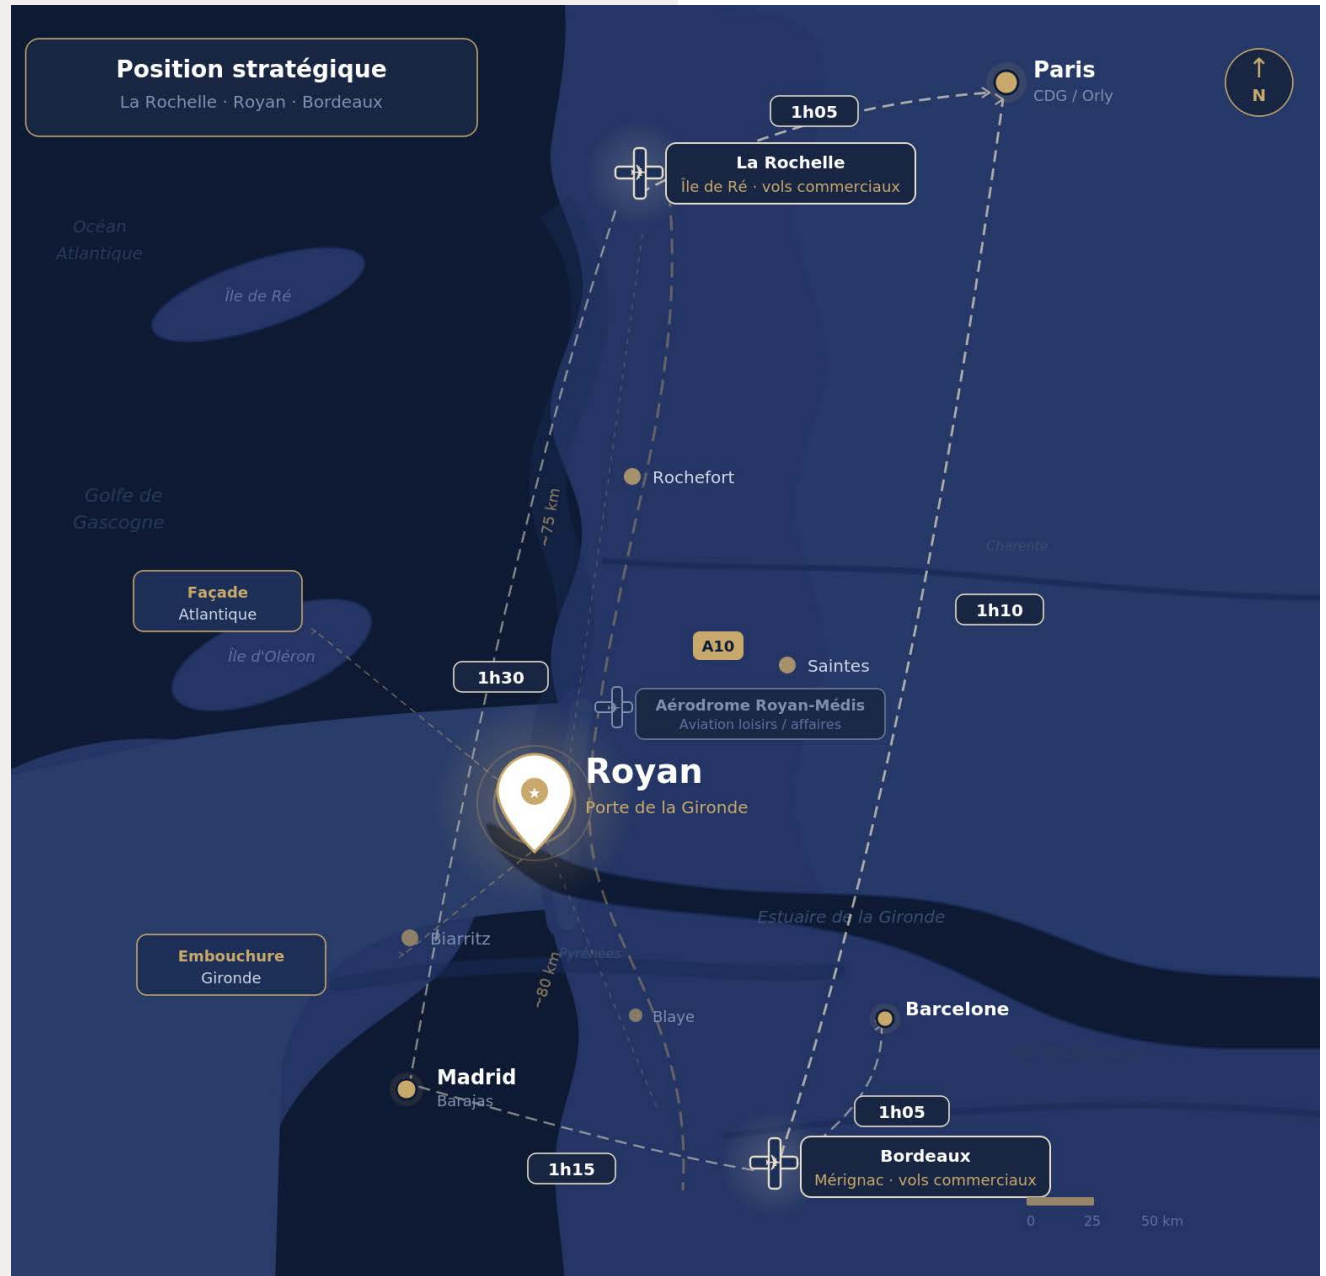 Position stratégique
La Rochelle · Royan · Bordeaux
Paris
CDG / Orly
↑
N
1h05
La Rochelle
Île de Ré · vols commerciaux
Océan
Atlantique
Île de Ré
Rochefort
~75 km
Golfe de
Gascogne
Charente
Façade
Atlantique
1h10
A10
Île d'Oléron
Saintes
1h30
Aérodrome Royan-Médis
Aviation loisirs / affaires
Royan
Porte de la Gironde
Estuaire de la Gironde
Biarritz
Pyrénées
Embouchure
Gironde
~80 km
Blaye
Barcelone
Madrid
Barajas
1h05
1h15
Bordeaux
Mérignac · vols commerciaux
0 25 50 km